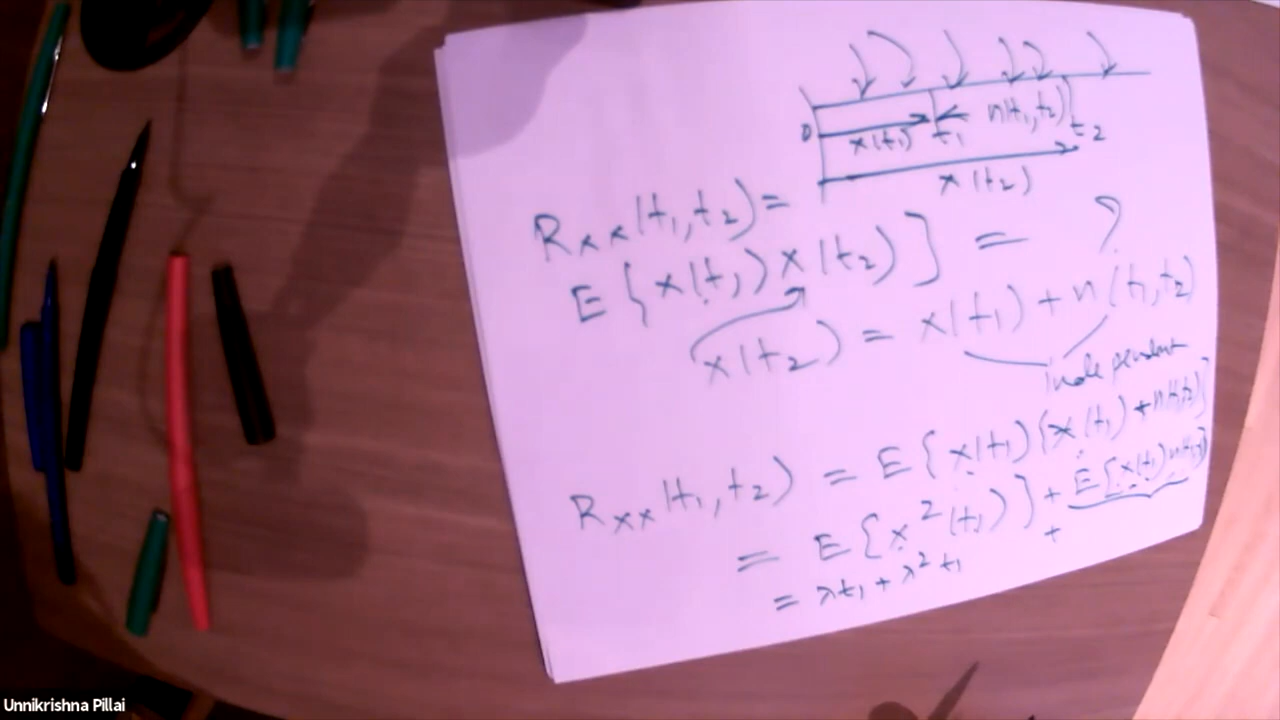 0 x(t₁) t₁ n(t₁,t₂) t₂
x(t₂)
Rxx(t₁,t₂) =
E{x(t₁) x(t₂)} = ?
x(t₂) = x(t₁) + n(t₁,t₂)
independent
Rxx(t₁,t₂) = E{x(t₁){x(t₁) + n(t₁,t₂)}
= E{x²(t₁)} + E{x(t₁) n(t₁,t₂)}
= λt₁ + λ²t₁ +
Unnikrishna Pillai